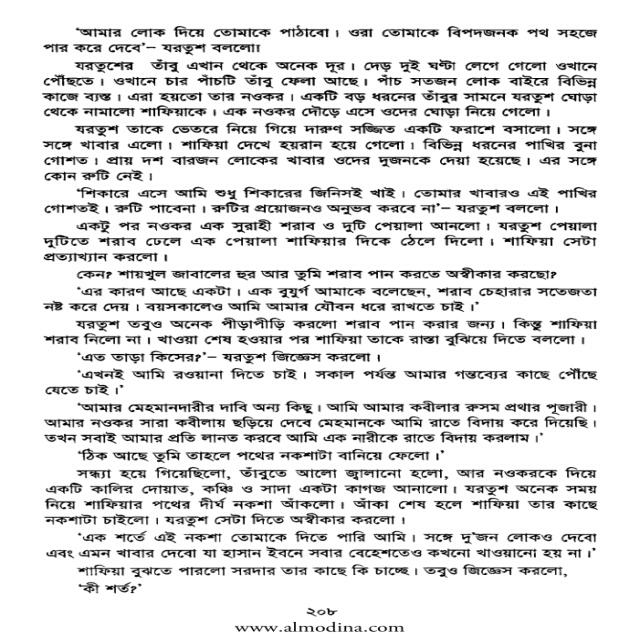 ‘আমার লোক দিয়ে তোমাকে পাঠাবো। ওরা তোমাকে বিপদজনক পথ সহজে
পার করে দেবে’– যরতুশ বললো৷
যরতুশের তাঁবু এখান থেকে অনেক দূর। দেড় দুই ঘণ্টা লেগে গেলো ওখানে
পৌঁছতে। ওখানে চার পাঁচটি তাঁবু ফেলা আছে। পাঁচ সতজন লোক বাইরে বিভিন্ন
কাজে ব্যস্ত। এরা হয়তো তার নওকর। একটি বড় ধরনের তাঁবুর সামনে যরতুশ ঘোড়া
থেকে নামালো শাফিয়াকে। এক নওকর দৌড়ে এসে ওদের ঘোড়া নিয়ে গেলো।
যরতুশ তাকে ভেতরে নিয়ে গিয়ে দারুণ সজ্জিত একটি ফরাশে বসালো। সঙ্গে
সঙ্গে খাবার এলো। শাফিয়া দেখে হয়রান হয়ে গেলো। বিভিন্ন ধরনের পাখির বুনা
গোশত। প্রায় দশ বারজন লোকের খাবার ওদের দুজনকে দেয়া হয়েছে। এর সঙ্গে
কোন রুটি নেই।
‘শিকারে এসে আমি শুধু শিকারের জিনিসই খাই। তোমার খাবারও এই পাখির
গোশতই। রুটি পাবেনা। রুটির প্রয়োজনও অনুভব করবে না’– যরতুশ বললো।
একটু পর নওকর এক সুরাহী শরাব ও দুটি পেয়ালা আনলো। যরতুশ পেয়ালা
দুটিতে শরাব ঢেলে এক পেয়ালা শাফিয়ার দিকে ঠেলে দিলো। শাফিয়া সেটা
প্রত্যাখ্যান করলো।
কেন? শায়খুল জাবালের হুর আর তুমি শরাব পান করতে অস্বীকার করছো?
‘এর কারণ আছে একটা। এক বুযুর্গ আমাকে বলেছেন, শরাব চেহারার সতেজতা
নষ্ট করে দেয়। বয়সকালেও আমি আমার যৌবন ধরে রাখতে চাই।’
যরতুশ তবুও অনেক পীড়াপীড়ি করলো শরাব পান করার জন্য। কিন্তু শাফিয়া
শরাব নিলো না। খাওয়া শেষ হওয়ার পর শাফিয়া তাকে রাস্তা বুঝিয়ে দিতে বললো।
‘এত তাড়া কিসের?’– যরতুশ জিজ্ঞেস করলো।
‘এখনই আমি রওয়ানা দিতে চাই। সকাল পর্যন্ত আমার গন্তব্যের কাছে পৌঁছে
যেতে চাই।’
‘আমার মেহমানদারীর দাবি অন্য কিছু। আমি আমার কবীলার রুসম প্রথার পূজারী।
আমার নওকর সারা কবীলায় ছড়িয়ে দেবে মেহমানকে আমি রাতে বিদায় করে দিয়েছি।
তখন সবাই আমার প্রতি লানত করবে আমি এক নারীকে রাতে বিদায় করলাম।’
‘ঠিক আছে তুমি তাহলে পথের নকশাটা বানিয়ে ফেলো।’
সন্ধ্যা হয়ে গিয়েছিলো, তাঁবুতে আলো জ্বালানো হলো, আর নওকরকে দিয়ে
একটি কালির দোয়াত, কঞ্চি ও সাদা একটা কাগজ আনালো। যরতুশ অনেক সময়
নিয়ে শাফিয়ার পথের দীর্ঘ নকশা আঁকলো। আঁকা শেষ হলে শাফিয়া তার কাছে
নকশাটা চাইলো। যরতুশ সেটা দিতে অস্বীকার করলো।
‘এক শর্তে এই নকশা তোমাকে দিতে পারি আমি। সঙ্গে দু’জন লোকও দেবো
এবং এমন খাবার দেবো যা হাসান ইবনে সবার বেহেশতেও কখনো খাওয়ানো হয় না।’
শাফিয়া বুঝতে পারলো সরদার তার কাছে কি চাচ্ছে। তবুও জিজ্ঞেস করলো,
‘কী শর্ত?’
২০৮
www.almodina.com